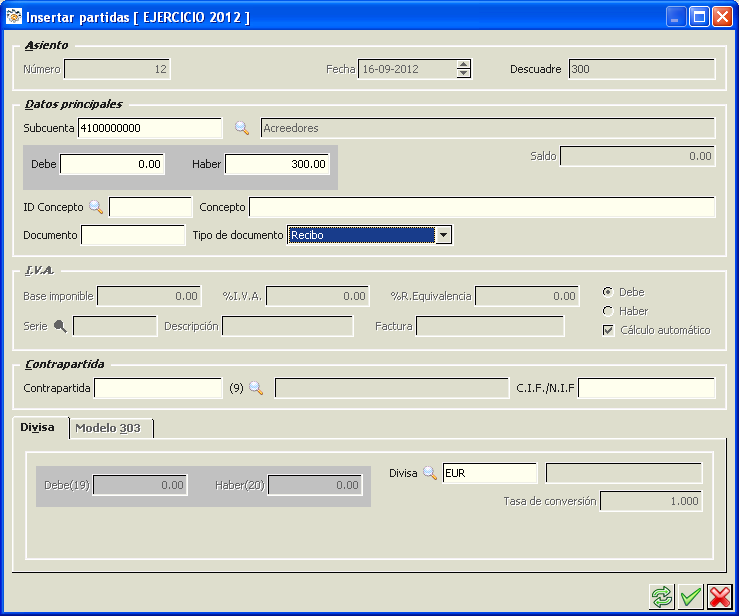 Insertar partidas [ EJERCICIO 2012 ]
Asiento
Número 12 Fecha 16-09-2012 Descuadre 300
Datos principales
Subcuenta 4100000000 Acreedores
Debe 0.00 Haber 300.00 Saldo 0.00
ID Concepto Concepto
Documento Tipo de documento Recibo
I.V.A.
Base imponible 0.00 %I.V.A. 0.00 %R.Equivalencia 0.00 Debe
Haber
Serie Descripción Factura Cálculo automático
Contrapartida
Contrapartida (9) C.I.F./N.I.F
Divisa Modelo 303
Debe(19) 0.00 Haber(20) 0.00 Divisa EUR
Tasa de conversión 1.000